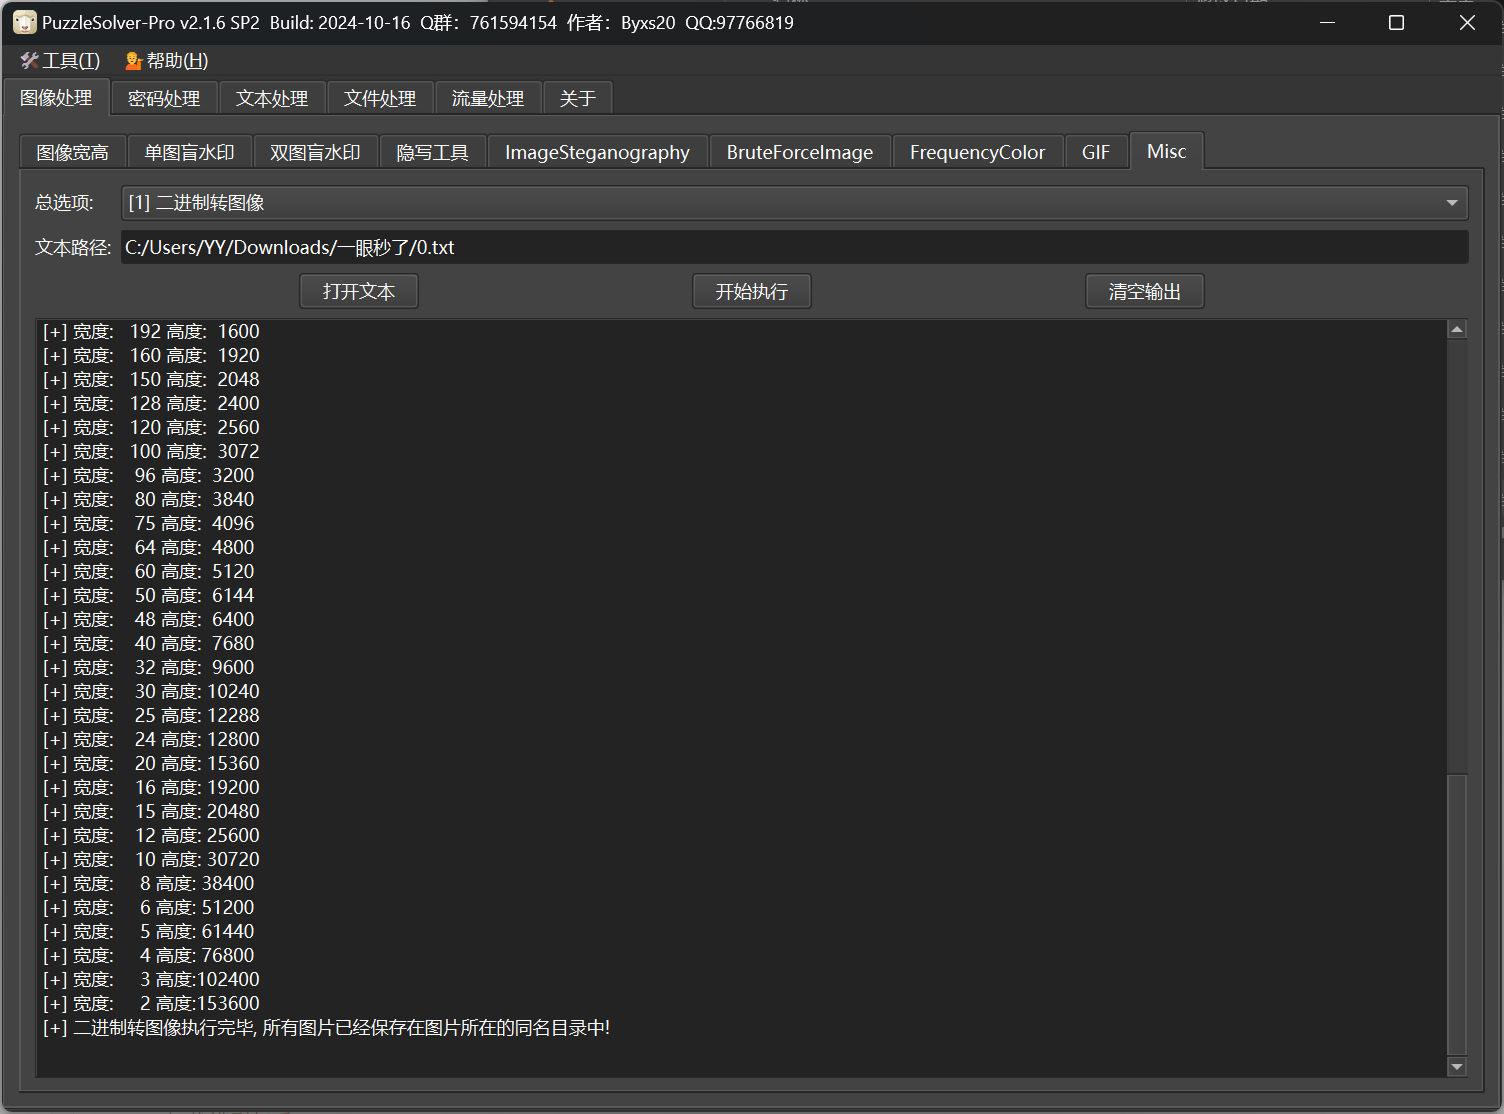 PuzzleSolver-Pro v2.1.6 SP2 Build: 2024-10-16 Q群：761594154 作者：Byxs20 QQ:97766819
工具(T) 帮助(H)
图像处理 密码处理 文本处理 文件处理 流量处理 关于
图像宽高 单图盲水印 双图盲水印 隐写工具 ImageSteganography BruteForceImage FrequencyColor GIF Misc
总选项: [1] 二进制转图像
文本路径: C:/Users/YY/Downloads/一眼秒了/0.txt
打开文本 开始执行 清空输出
[+] 宽度: 192 高度: 1600
[+] 宽度: 160 高度: 1920
[+] 宽度: 150 高度: 2048
[+] 宽度: 128 高度: 2400
[+] 宽度: 120 高度: 2560
[+] 宽度: 100 高度: 3072
[+] 宽度: 96 高度: 3200
[+] 宽度: 80 高度: 3840
[+] 宽度: 75 高度: 4096
[+] 宽度: 64 高度: 4800
[+] 宽度: 60 高度: 5120
[+] 宽度: 50 高度: 6144
[+] 宽度: 48 高度: 6400
[+] 宽度: 40 高度: 7680
[+] 宽度: 32 高度: 9600
[+] 宽度: 30 高度: 10240
[+] 宽度: 25 高度: 12288
[+] 宽度: 24 高度: 12800
[+] 宽度: 20 高度: 15360
[+] 宽度: 16 高度: 19200
[+] 宽度: 15 高度: 20480
[+] 宽度: 12 高度: 25600
[+] 宽度: 10 高度: 30720
[+] 宽度: 8 高度: 38400
[+] 宽度: 6 高度: 51200
[+] 宽度: 5 高度: 61440
[+] 宽度: 4 高度: 76800
[+] 宽度: 3 高度:102400
[+] 宽度: 2 高度:153600
[+] 二进制转图像执行完毕, 所有图片已经保存在图片所在的同名目录中!